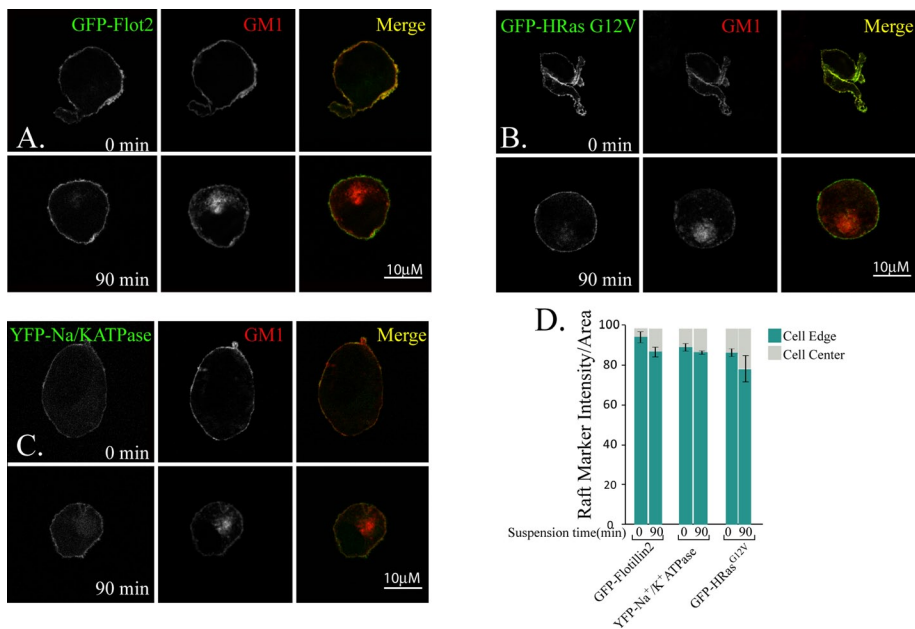 GFP-Flot2 GM1 Merge
A. 0 min
90 min 10µM
GFP-HRas G12V GM1 Merge
B. 0 min
90 min 10µM
YFP-Na/KATPase GM1 Merge
C. 0 min
90 min 10µM
D.
Raft Marker Intensity/Area
100
80
60
40
20
0
Cell Edge
Cell Center
Suspension time(min) 0 90 0 90 0 90
GFP-Flotillin2
YFP-Na⁺/K⁺ATPase
GFP-HRasᴳ¹²ⱽ